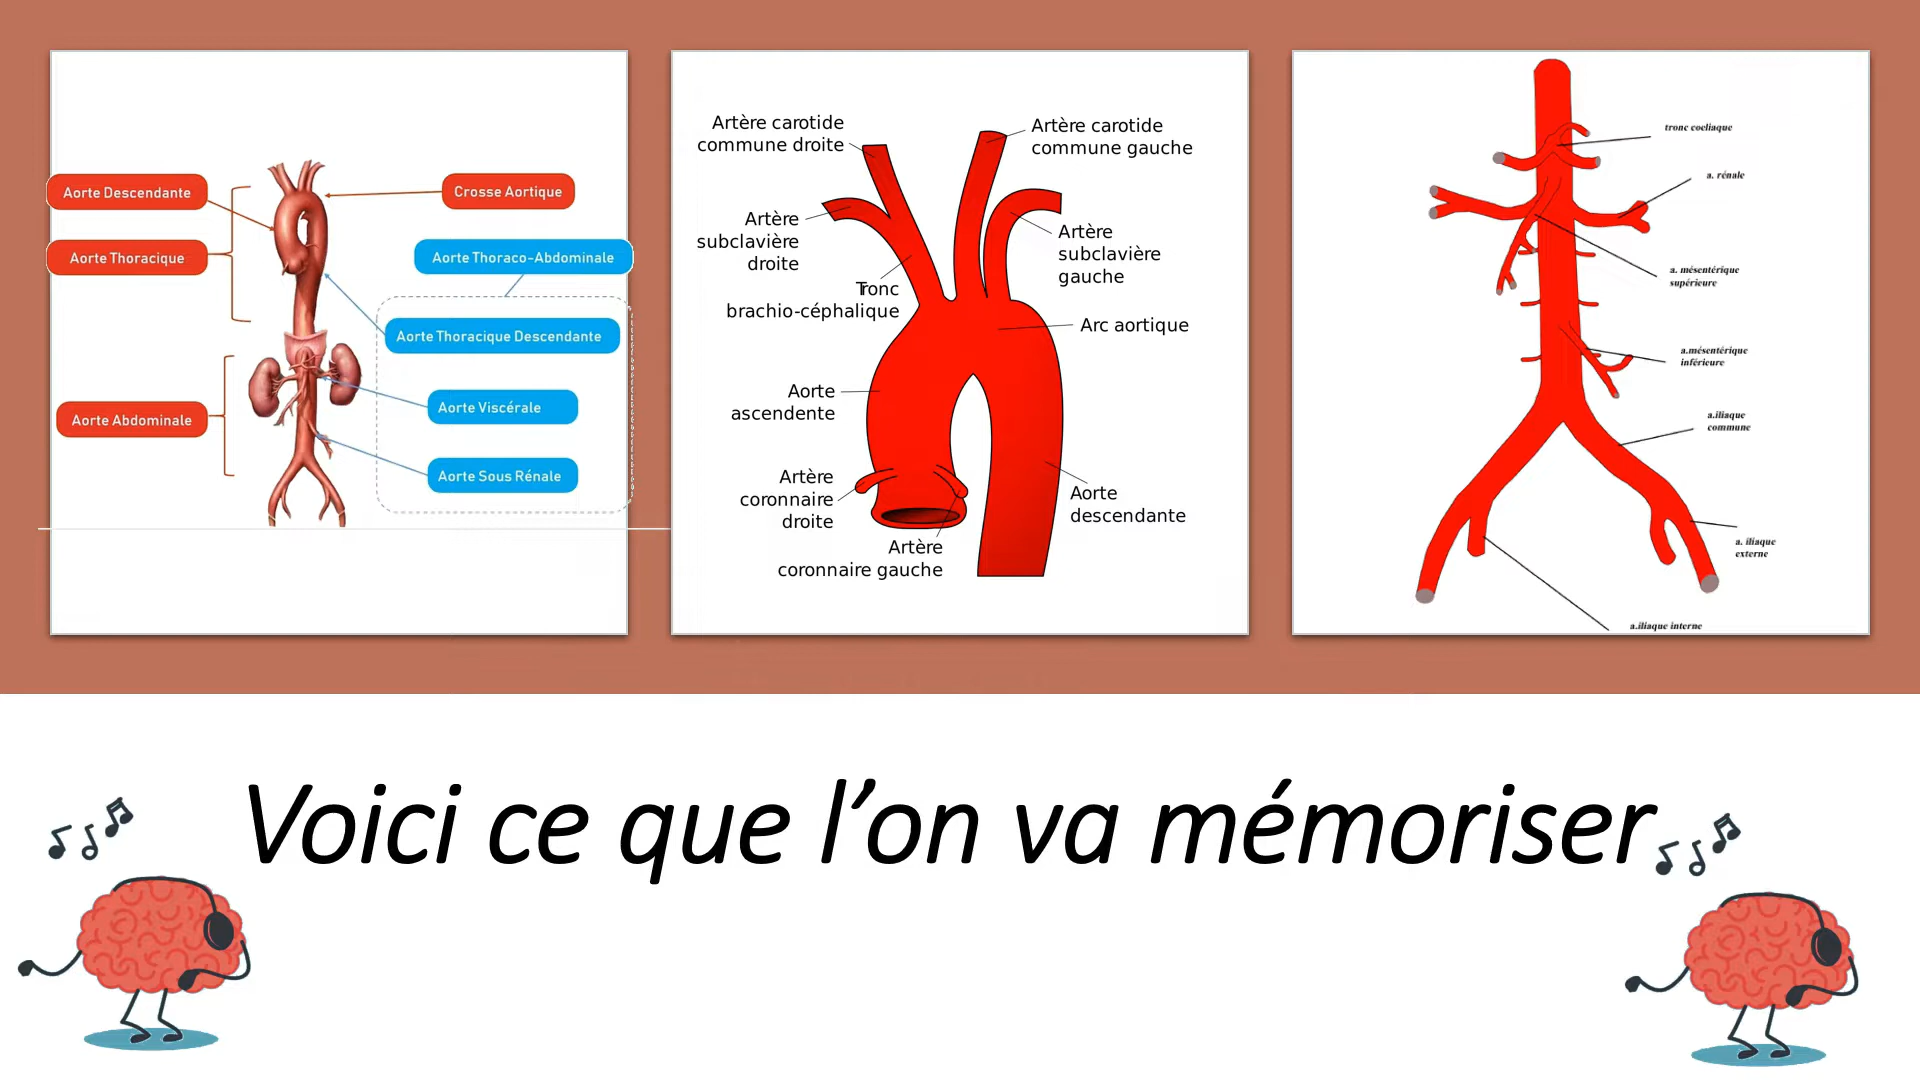 Aorte Descendante
Aorte Thoracique
Aorte Abdominale
Crosse Aortique
Aorte Thoraco-Abdominale
Aorte Thoracique Descendante
Aorte Viscérale
Aorte Sous Rénale
Artère carotide
commune droite
Artère
subclavière
droite
Tronc
brachio-céphalique
Aorte
ascendente
Artère
coronnaire
droite
Artère
coronnaire gauche
Artère carotide
commune gauche
Artère
subclavière
gauche
Arc aortique
Aorte
descendante
tronc coeliaque
a. rénale
a. mésentérique
supérieure
a.mésentérique
inférieure
a.iliaque
commune
a. iliaque
externe
a.iliaque interne
Voici ce que l’on va mémoriser